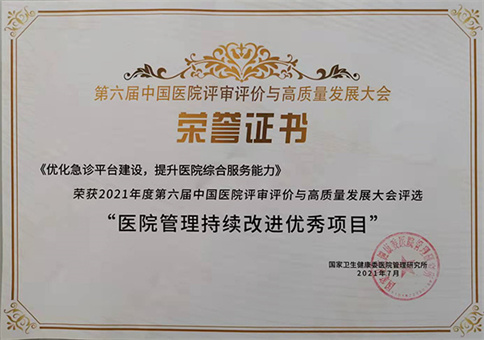 第六届中国医院评审评价与高质量发展大会
荣誉证书
《优化急诊平台建设，提升医院综合服务能力》
荣获2021年度第六届中国医院评审评价与高质量发展大会评选
“医院管理持续改进优秀项目”
国家卫生健康委医院管理研究所
2021年7月